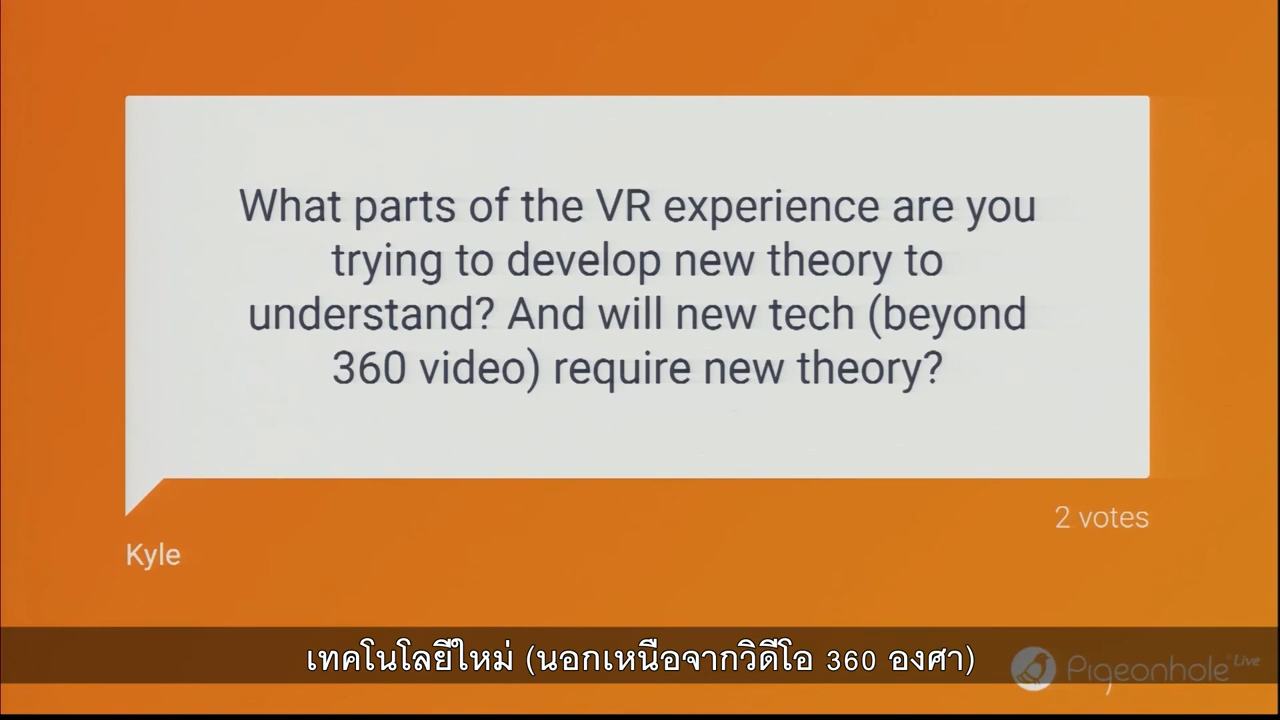 What parts of the VR experience are you
trying to develop new theory to
understand? And will new tech (beyond
360 video) require new theory?
2 votes
Kyle
เทคโนโลยีใหม่ (นอกเหนือจากวิดีโอ 360 องศา)
Pigeonhole Live